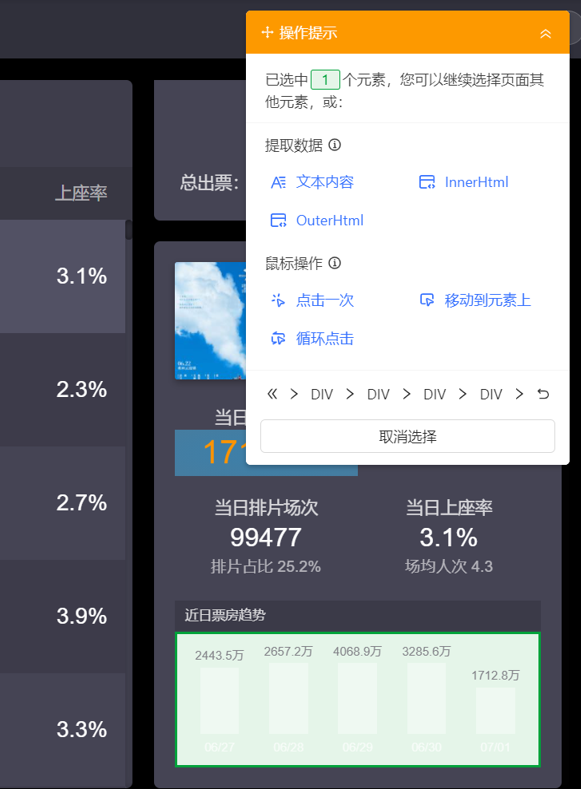 操作提示
已选中 1 个元素，您可以继续选择页面其
他元素，或：
提取数据
文本内容
InnerHtml
OuterHtml
鼠标操作
点击一次
移动到元素上
循环点击
DIV DIV DIV DIV
取消选择
上座率
3.1%
2.3%
2.7%
3.9%
3.3%
总出票：
06.22
当日
171
当日排片场次
99477
排片占比 25.2%
当日上座率
3.1%
场均人次 4.3
近日票房趋势
2443.5万
2657.2万
4068.9万
3285.6万
1712.8万
06/27
06/28
06/29
06/30
07/01